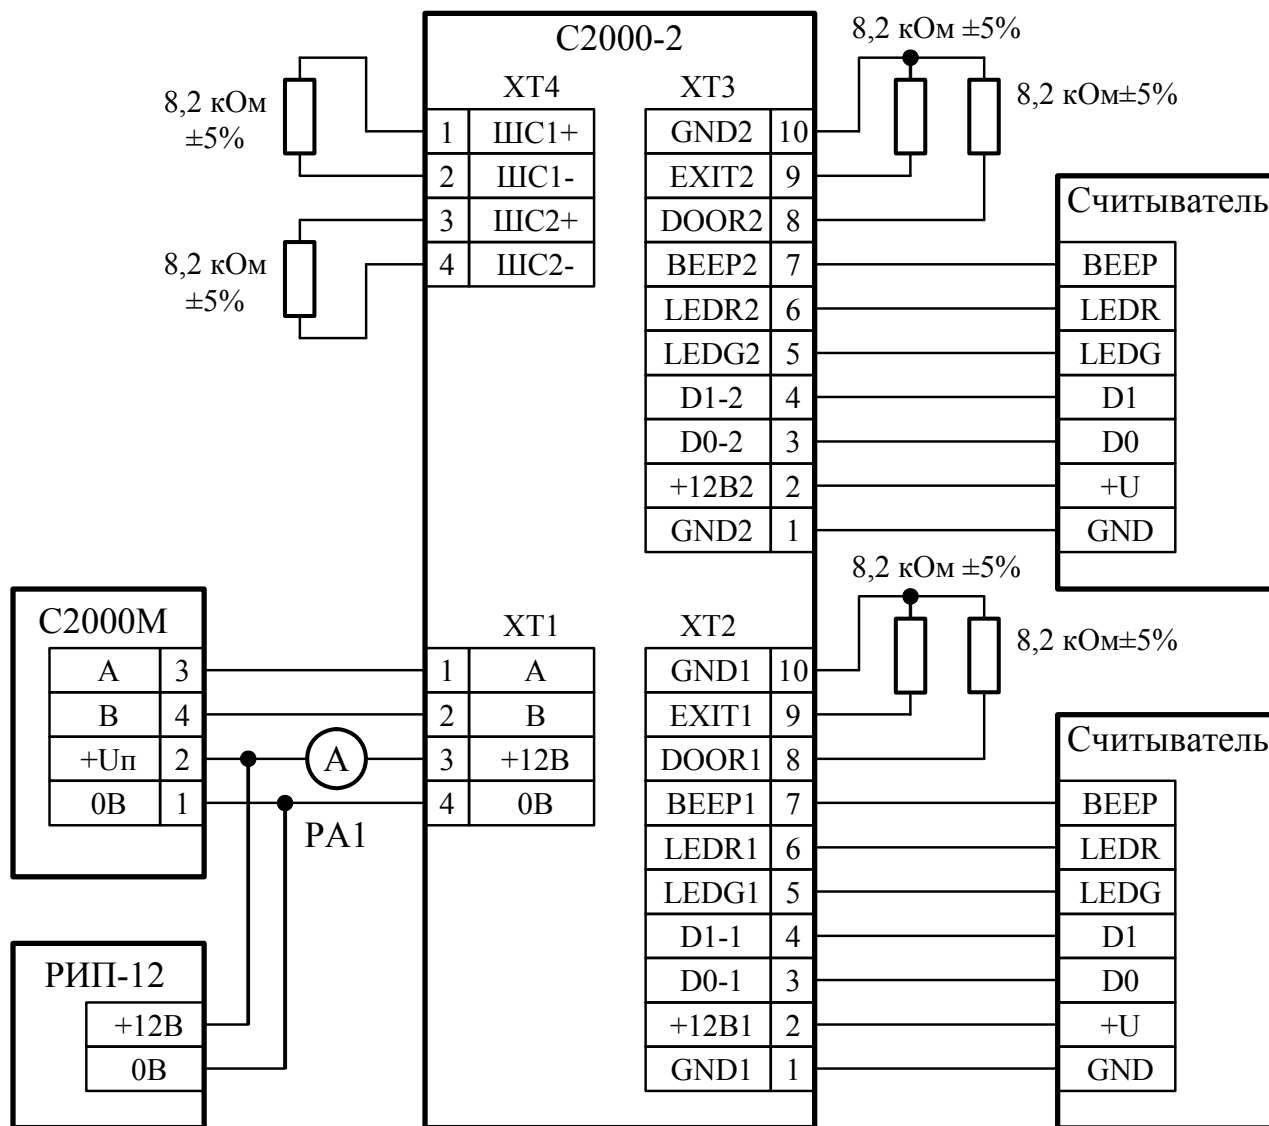 С2000-2
8,2 кОм
±5%
8,2 кОм
±5%
XT4
1 ШС1+
2 ШС1-
3 ШС2+
4 ШС2-
XT3
GND2 10
EXIT2 9
DOOR2 8
BEEP2 7
LEDR2 6
LEDG2 5
D1-2 4
D0-2 3
+12В2 2
GND2 1
8,2 кОм ±5%
8,2 кОм±5%
Считыватель
BEEP
LEDR
LEDG
D1
D0
+U
GND
С2000М
А 3
В 4
+Uп 2
0В 1
А
РА1
РИП-12
+12В
0В
XT1
1 А
2 В
3 +12В
4 0В
XT2
GND1 10
EXIT1 9
DOOR1 8
BEEP1 7
LEDR1 6
LEDG1 5
D1-1 4
D0-1 3
+12В1 2
GND1 1
8,2 кОм ±5%
8,2 кОм±5%
Считыватель
BEEP
LEDR
LEDG
D1
D0
+U
GND